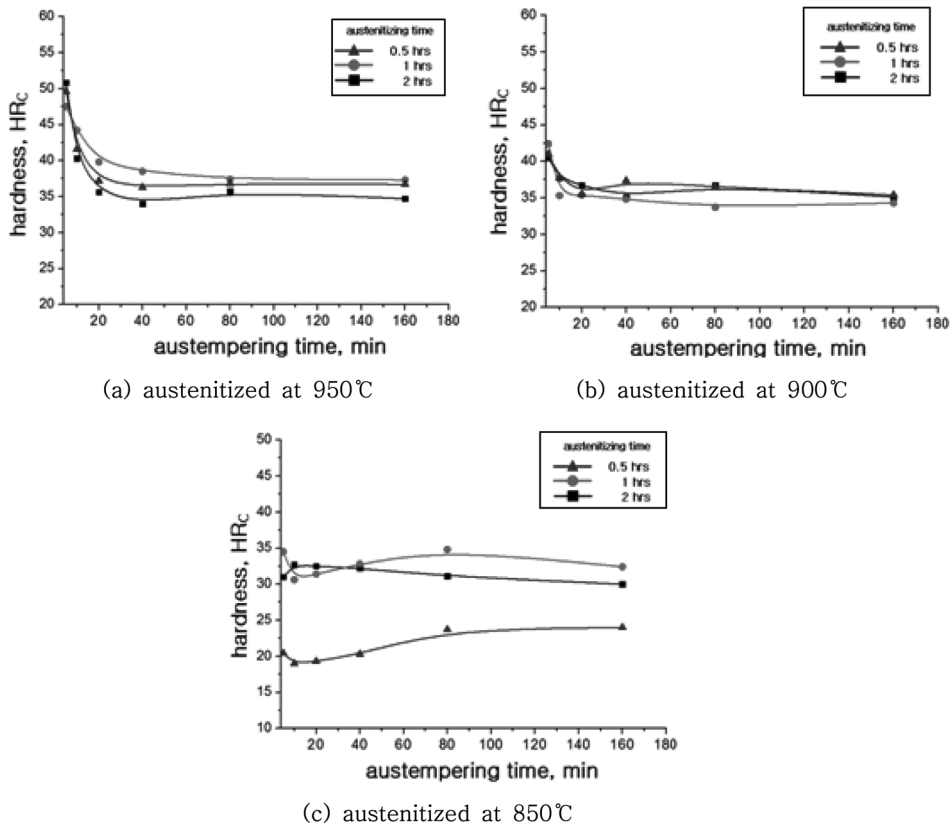 60
55
50
45
40
35
30
25
20
hardness, HRC
austenitizing time
0.5 hrs
1 hrs
2 hrs
20 40 60 80 100 120 140 160 180
austempering time, min
(a) austenitized at 950℃
60
55
50
45
40
35
30
25
20
hardness, HRC
austenitizing time
0.5 hrs
1 hrs
2 hrs
20 40 60 80 100 120 140 160 180
austempering time, min
(b) austenitized at 900℃
50
45
40
35
30
25
20
15
10
hardness, HRC
austenitizing time
0.5 hrs
1 hrs
2 hrs
20 40 60 80 100 120 140 160 180
austempering time, min
(c) austenitized at 850℃